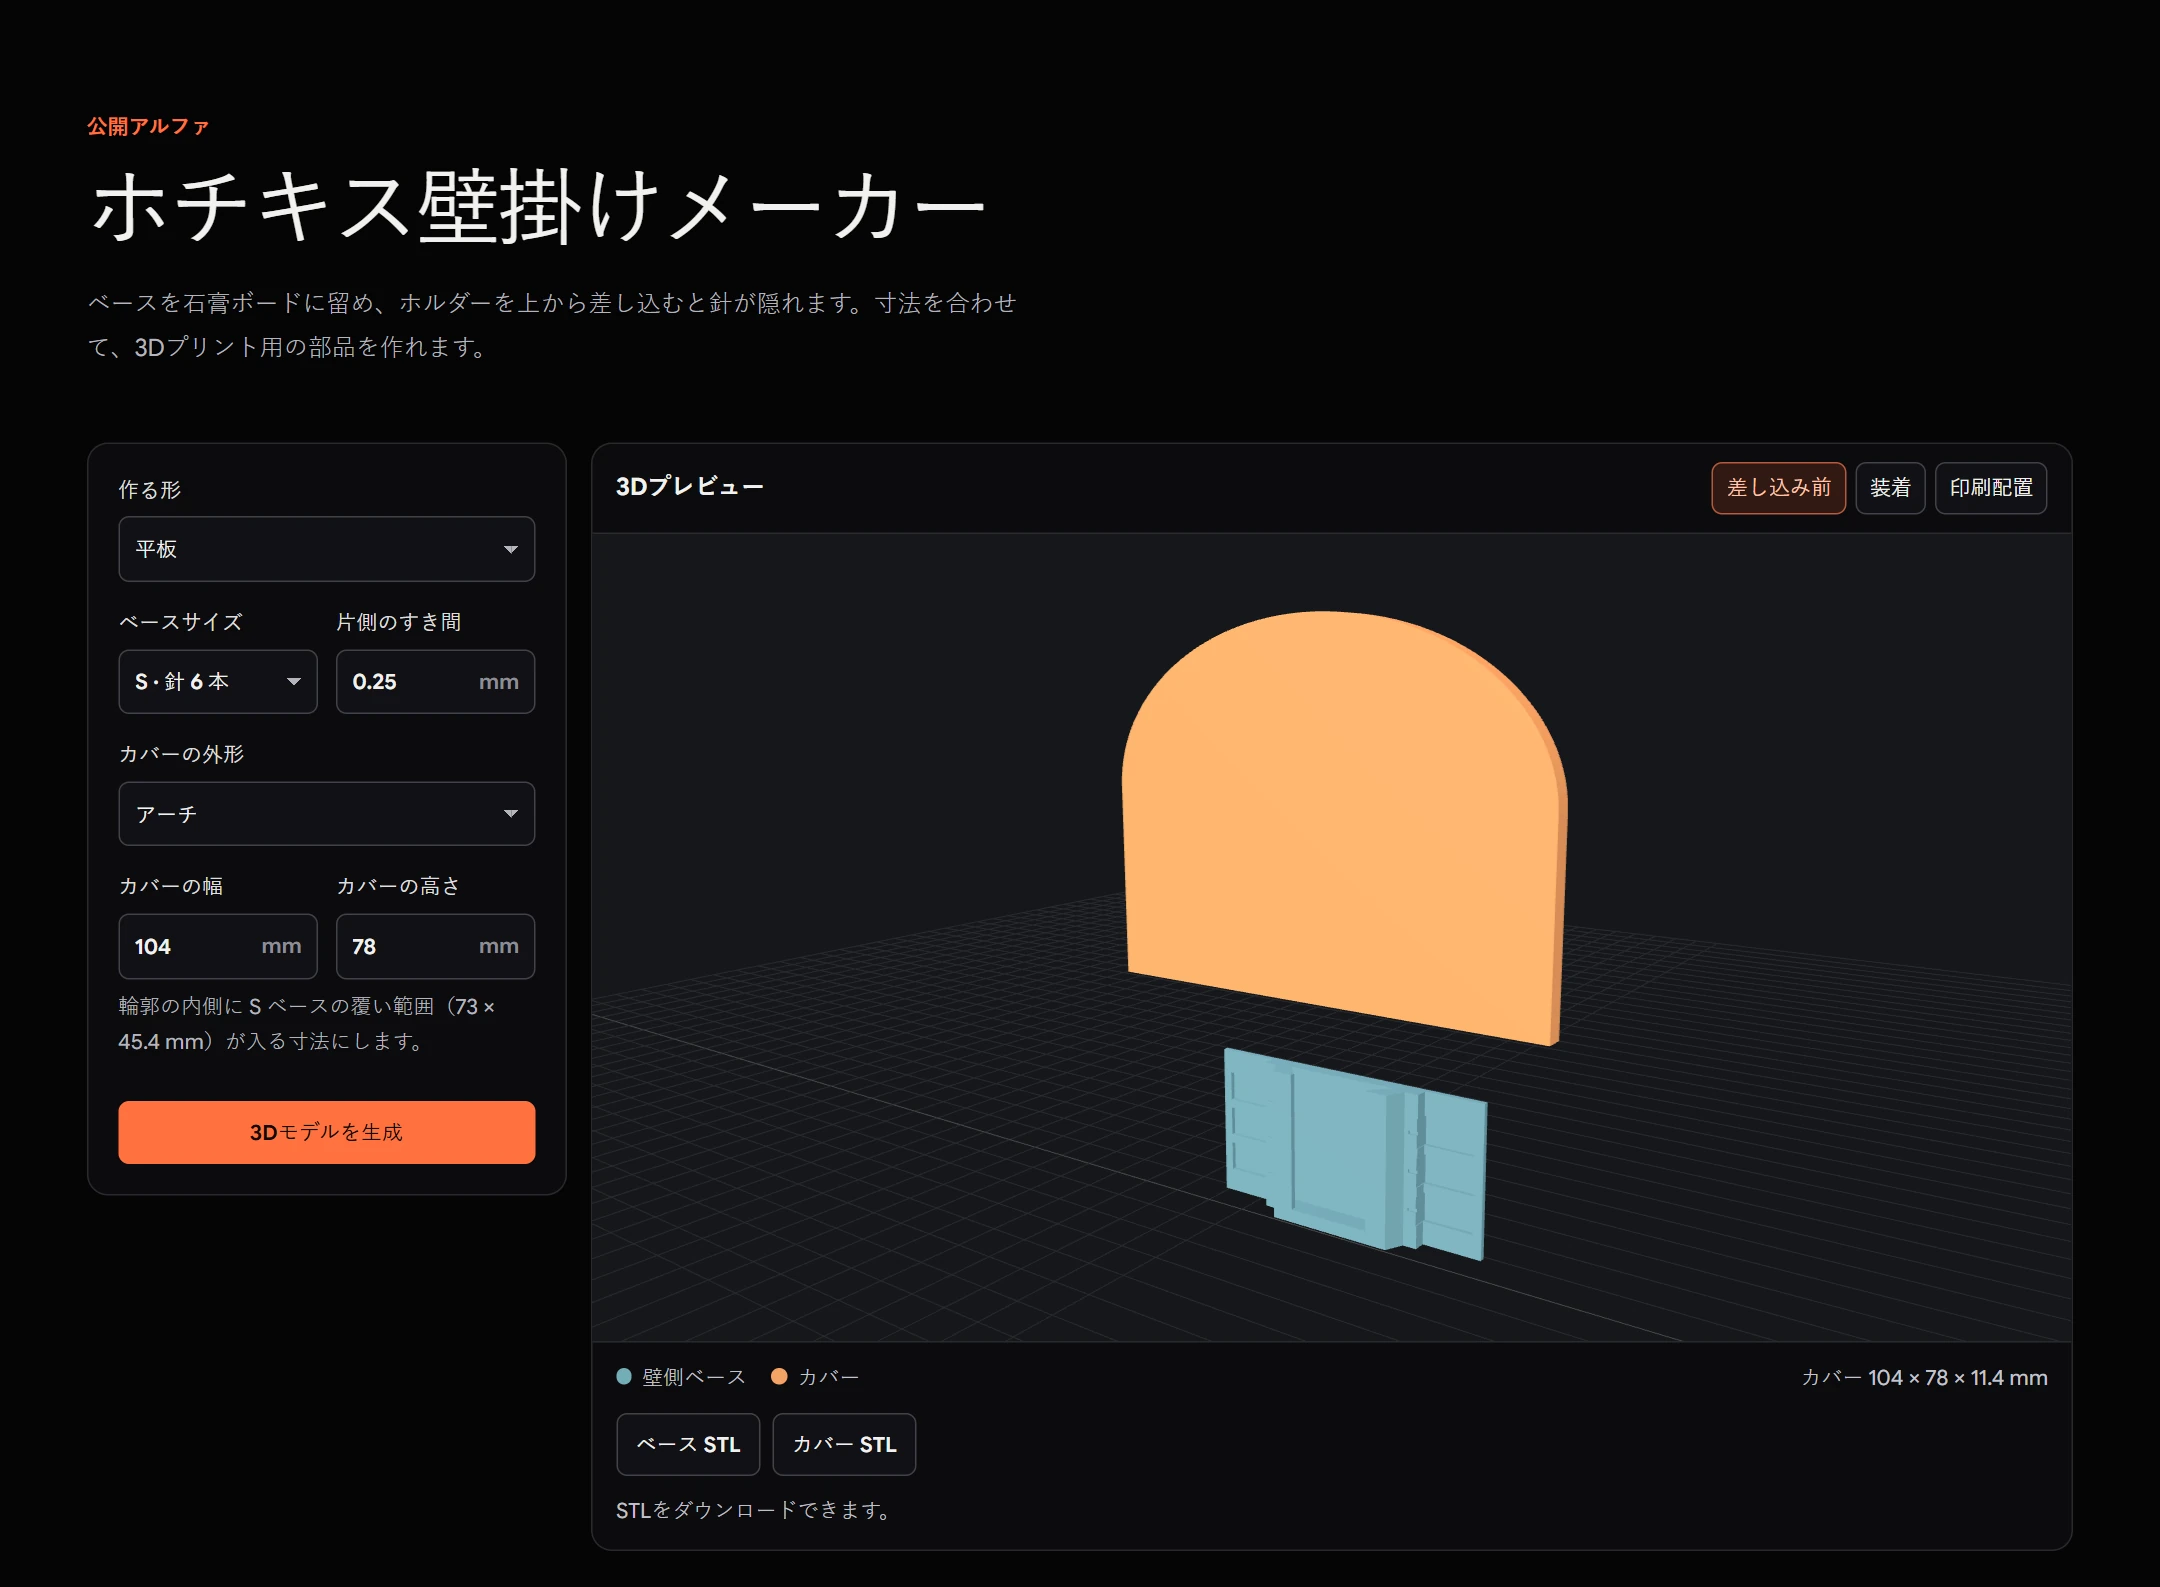 公開アルファ
ホチキス壁掛けメーカー
ベースを石膏ボードに留め、ホルダーを上から差し込むと針が隠れます。寸法を合わせ
て、3Dプリント用の部品を作れます。
作る形
平板
ベースサイズ
片側のすき間
S · 針 6 本
0.25 mm
カバーの外形
アーチ
カバーの幅
カバーの高さ
104 mm
78 mm
輪郭の内側に S ベースの覆い範囲（73 ×
45.4 mm）が入る寸法にします。
3Dモデルを生成
3Dプレビュー
差し込み前
装着
印刷配置
壁側ベース
カバー
カバー 104 × 78 × 11.4 mm
ベース STL
カバー STL
STLをダウンロードできます。